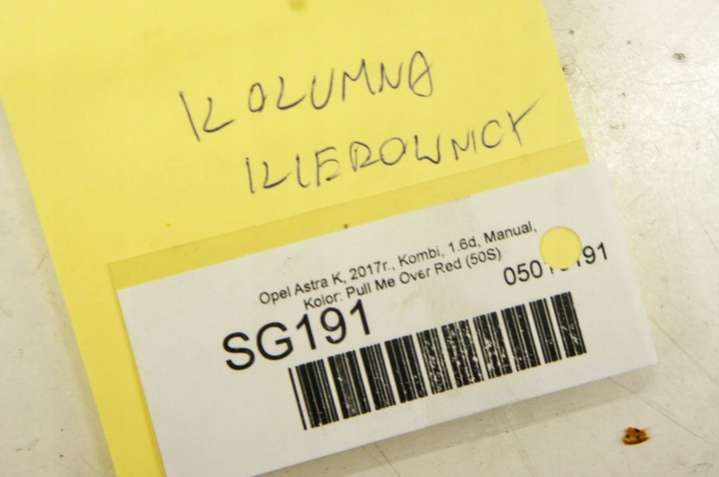 KOLUMNA
KIEROWNICY
Opel Astra K, 2017r., Kombi, 1.6d, Manual,
Kolor: Pull Me Over Red (50S)
SG191